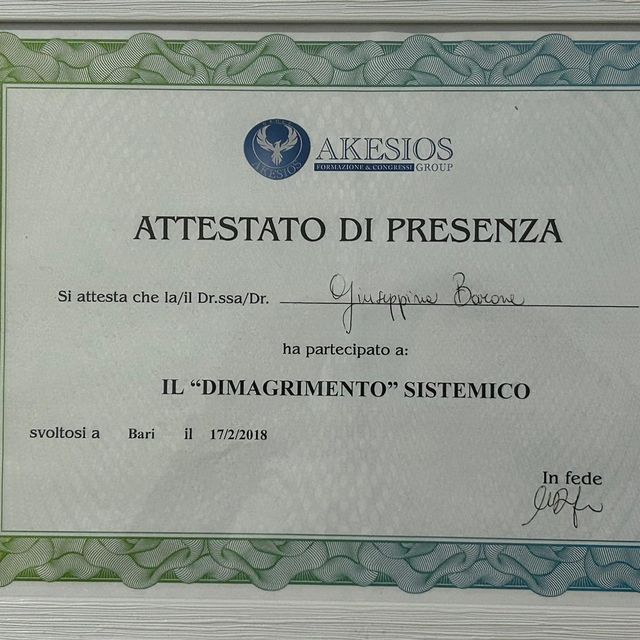 AKESIOS
AKESIOS
FORMAZIONE & CONGRESSI GROUP
ATTESTATO DI PRESENZA
Si attesta che la/il Dr.ssa/Dr. Giuseppina Barone
ha partecipato a:
IL “DIMAGRIMENTO” SISTEMICO
svoltosi a Bari il 17/2/2018
In fede